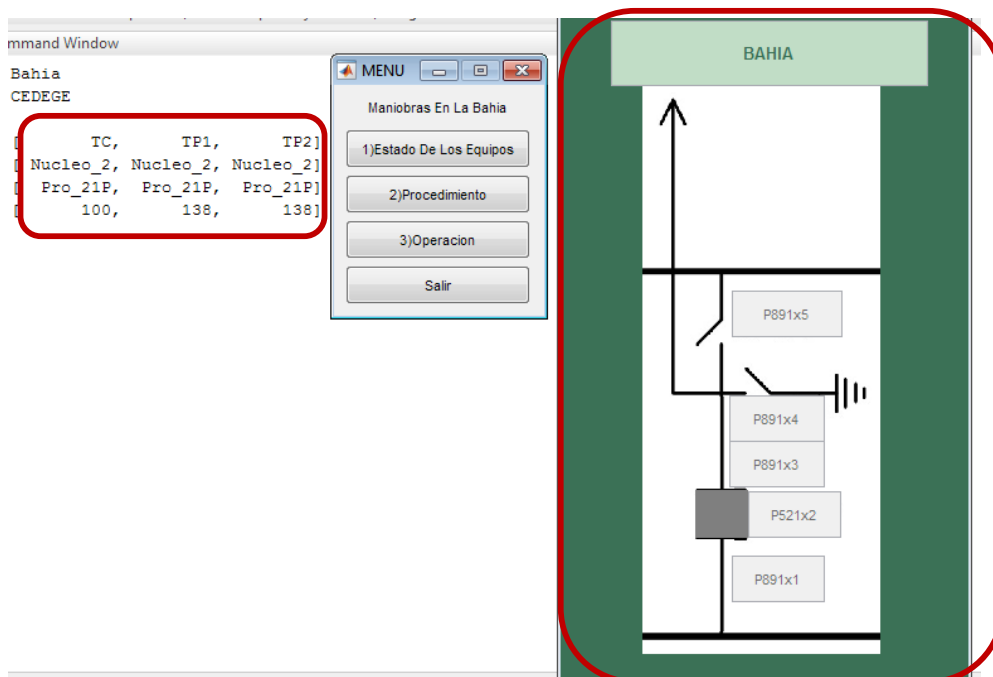 mmand Window
Bahia
CEDEGE
[ TC, TP1, TP2]
[ Nucleo_2, Nucleo_2, Nucleo_2]
[ Pro_21P, Pro_21P, Pro_21P]
[ 100, 138, 138]
MENU
Maniobras En La Bahia
1)Estado De Los Equipos
2)Procedimiento
3)Operacion
Salir
BAHIA
P891x5
P891x4
P891x3
P521x2
P891x1